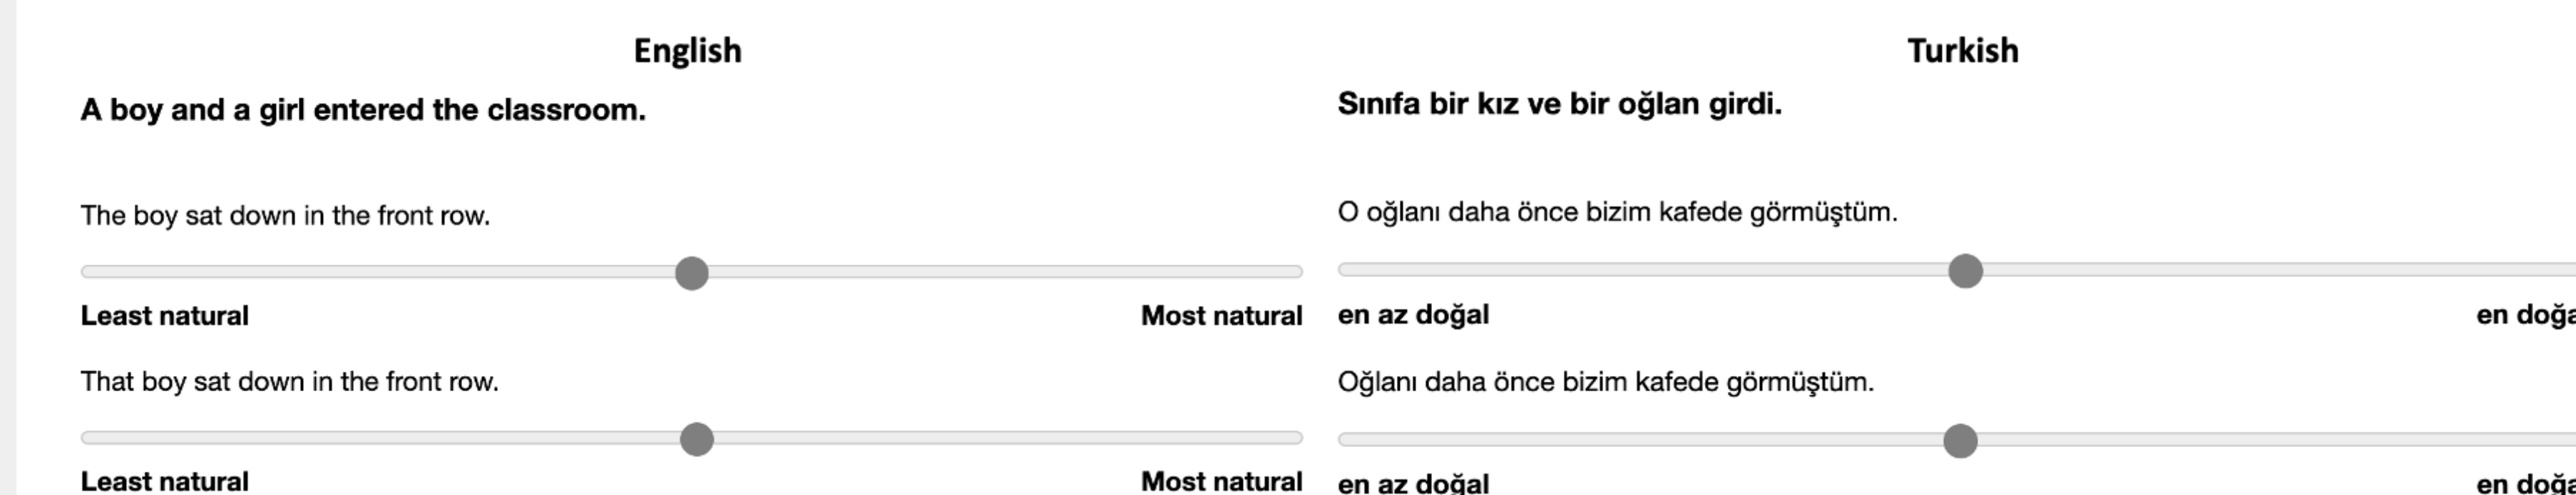 English
A boy and a girl entered the classroom.
The boy sat down in the front row.
Least natural Most natural
That boy sat down in the front row.
Least natural Most natural
Turkish
Sınıfa bir kız ve bir oğlan girdi.
O oğlanı daha önce bizim kafede görmüştüm.
en az doğal en
Oğlanı daha önce bizim kafede görmüştüm.
en az doğal en